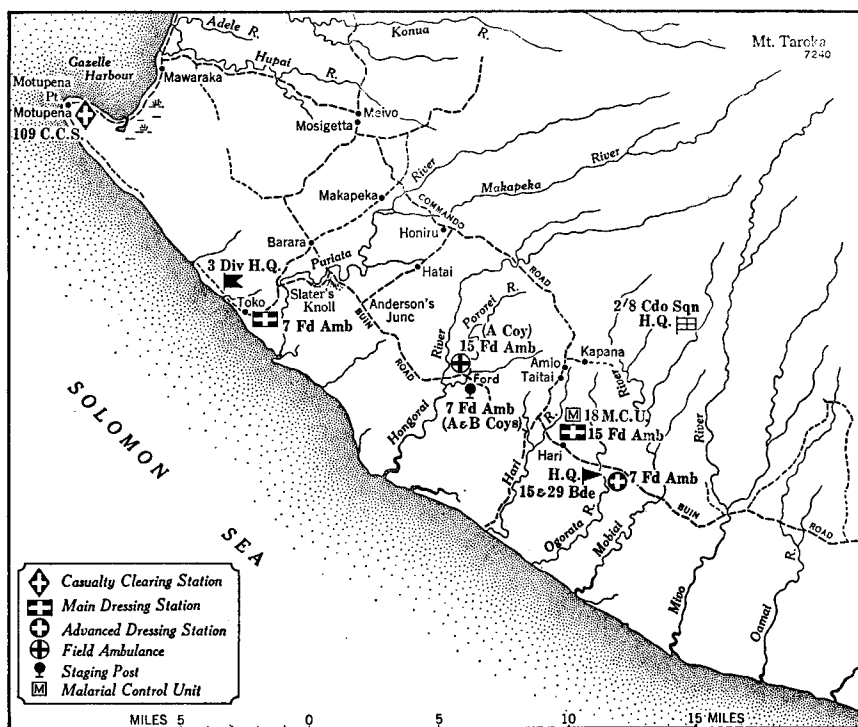 Adele R.
Konua R.
Mt. Taroka
7240
Gazelle
Harbour
Hupai R.
Motupena
Pt
Mawaraka
Motupena
109 C.C.S.
Meivo
Mosigetta
River
Makapeka
Makapeka River
COMMANDO ROAD
Honiru
Barara
Puriata
3 Div H.Q.
Hatai
Slater's
Knoll
Toko
7 Fd Amb
Anderson's
Junc
BUIN ROAD
Pororei R.
2/8 Cdo Sqn
H.Q.
(A Coy)
15 Fd Amb
Hongorai River
Ford
Amio
Kapana
Taitai
River
7 Fd Amb
(A & B Coys)
M 18 M.C.U.
15 Fd Amb
Hari
Hari R.
River
H.Q.
15 & 29 Bde
7 Fd Amb
BUIN ROAD
Ogorata R.
Mobiai
Mivo
Oamai R.
SOLOMON
SEA
Casualty Clearing Station
Main Dressing Station
Advanced Dressing Station
Field Ambulance
Staging Post
M Malarial Control Unit
MILES 5 0 5 10 15 MILES